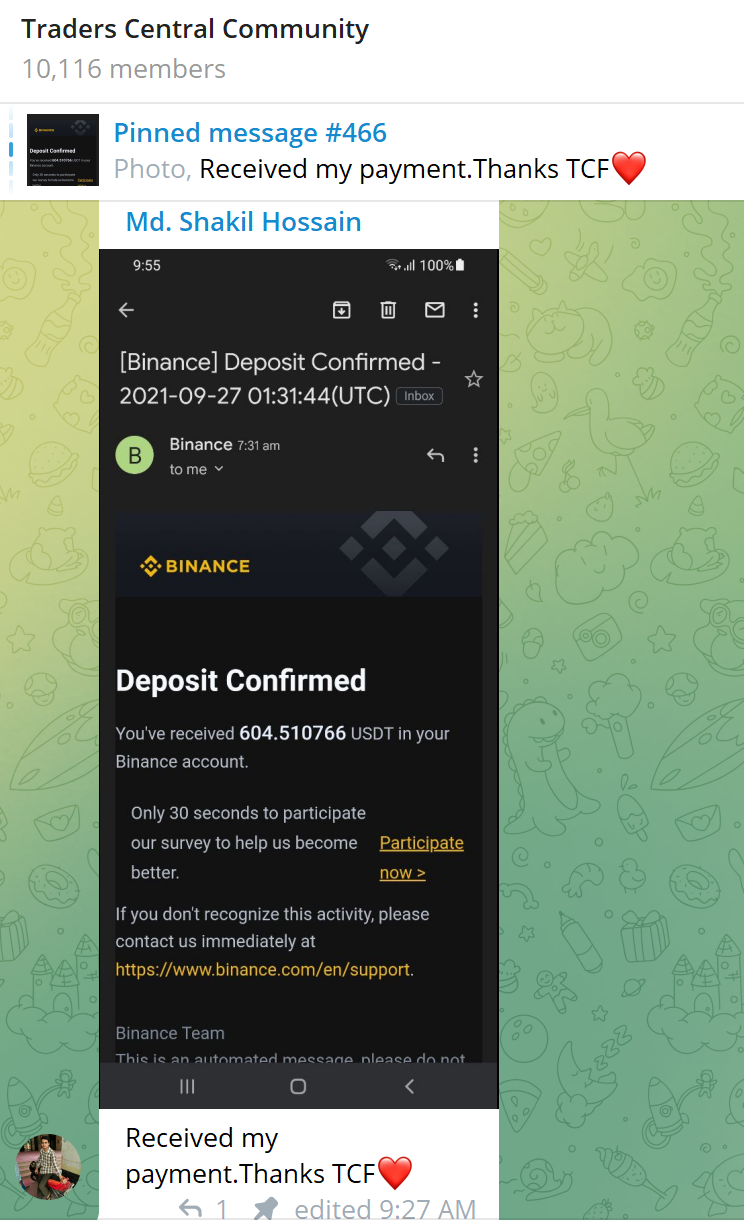 Traders Central Community
10,116 members
Pinned message #466
Photo, Received my payment.Thanks TCF❤️
Md. Shakil Hossain
9:55
100%
[Binance] Deposit Confirmed -
2021-09-27 01:31:44(UTC) Inbox
B
Binance 7:31 am
to me
BINANCE
Deposit Confirmed
You've received 604.510766 USDT in your
Binance account.
Only 30 seconds to participate
our survey to help us become
better.
Participate
now >
If you don't recognize this activity, please
contact us immediately at
https://www.binance.com/en/support.
Binance Team
This is an automated message, please do not
Received my
payment.Thanks TCF❤️
1 edited 9:27 AM